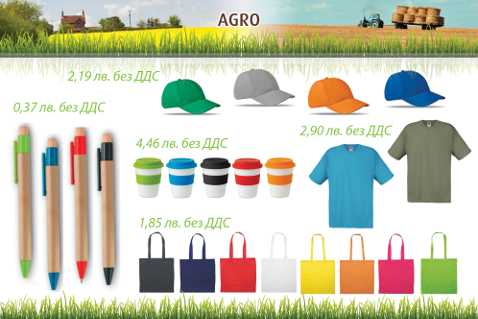 AGRO
2,19 лв. без ДДС
0,37 лв. без ДДС
4,46 лв. без ДДС
2,90 лв. без ДДС
1,85 лв. без ДДС